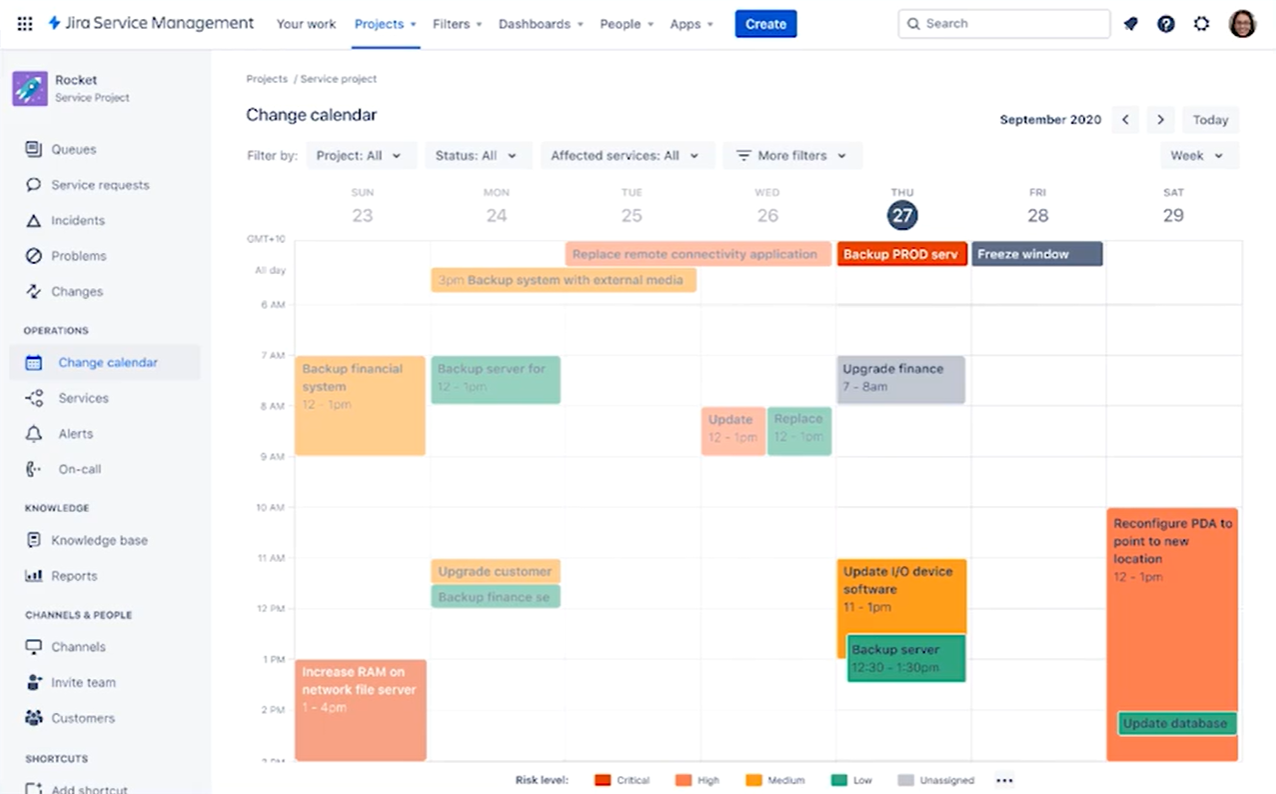 Jira Service Management Your work Projects Filters Dashboards People Apps Create Search
Rocket
Service Project
Queues
Service requests
Incidents
Problems
Changes
OPERATIONS
Change calendar
Services
Alerts
On-call
KNOWLEDGE
Knowledge base
Reports
CHANNELS & PEOPLE
Channels
Invite team
Customers
SHORTCUTS
Add shortcut
Projects / Service project
Change calendar
September 2020 Today
Filter by: Project: All Status: All Affected services: All More filters Week
SUN MON TUE WED THU FRI SAT
23 24 25 26 27 28 29
GMT+10
All day
Replace remote connectivity application
Backup PROD serv
Freeze window
3pm Backup system with external media
6 AM
7 AM
8 AM
9 AM
10 AM
11 AM
12 PM
1 PM
2 PM
Backup financial
system
12 - 1pm
Increase RAM on
network file server
1 - 4pm
Backup server for
12 - 1pm
Upgrade customer
Backup finance se
Update
12 - 1pm
Replace
12 - 1pm
Upgrade finance
7 - 8am
Update I/O device
software
11 - 1pm
Backup server
12:30 - 1:30pm
Reconfigure PDA to
point to new
location
12 - 1pm
Update database
Risk level: Critical High Medium Low Unassigned